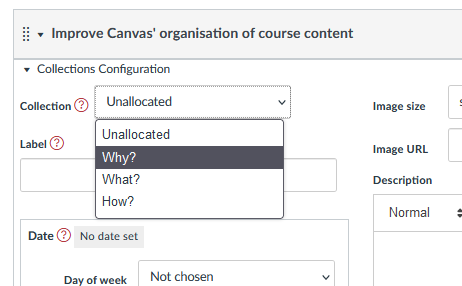 Improve Canvas' organisation of course content
Collections Configuration
Collection ? Unallocated
Unallocated
Why?
What?
How?
Label ?
Date ? No date set
Day of week Not chosen
Image size
Image URL
Description
Normal